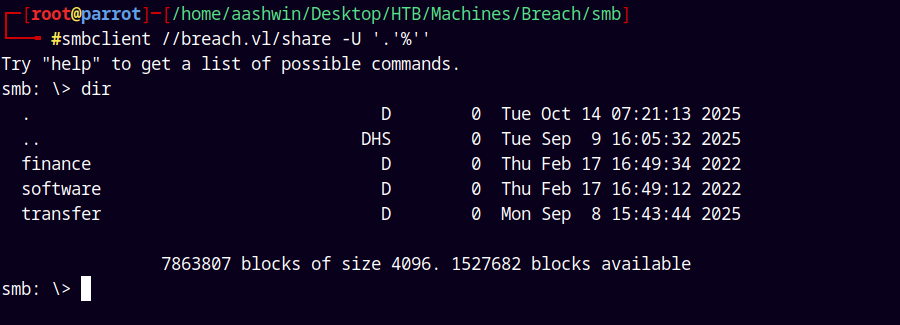 ┌─[root@parrot]─[/home/aashwin/Desktop/HTB/Machines/Breach/smb]
└──╼ #smbclient //breach.vl/share -U '.'%''
Try "help" to get a list of possible commands.
smb: \> dir
  .                                   D        0  Tue Oct 14 07:21:13 2025
  ..                                DHS        0  Tue Sep  9 16:05:32 2025
  finance                             D        0  Thu Feb 17 16:49:34 2022
  software                            D        0  Thu Feb 17 16:49:12 2022
  transfer                            D        0  Mon Sep  8 15:43:44 2025
                7863807 blocks of size 4096. 1527682 blocks available
smb: \>